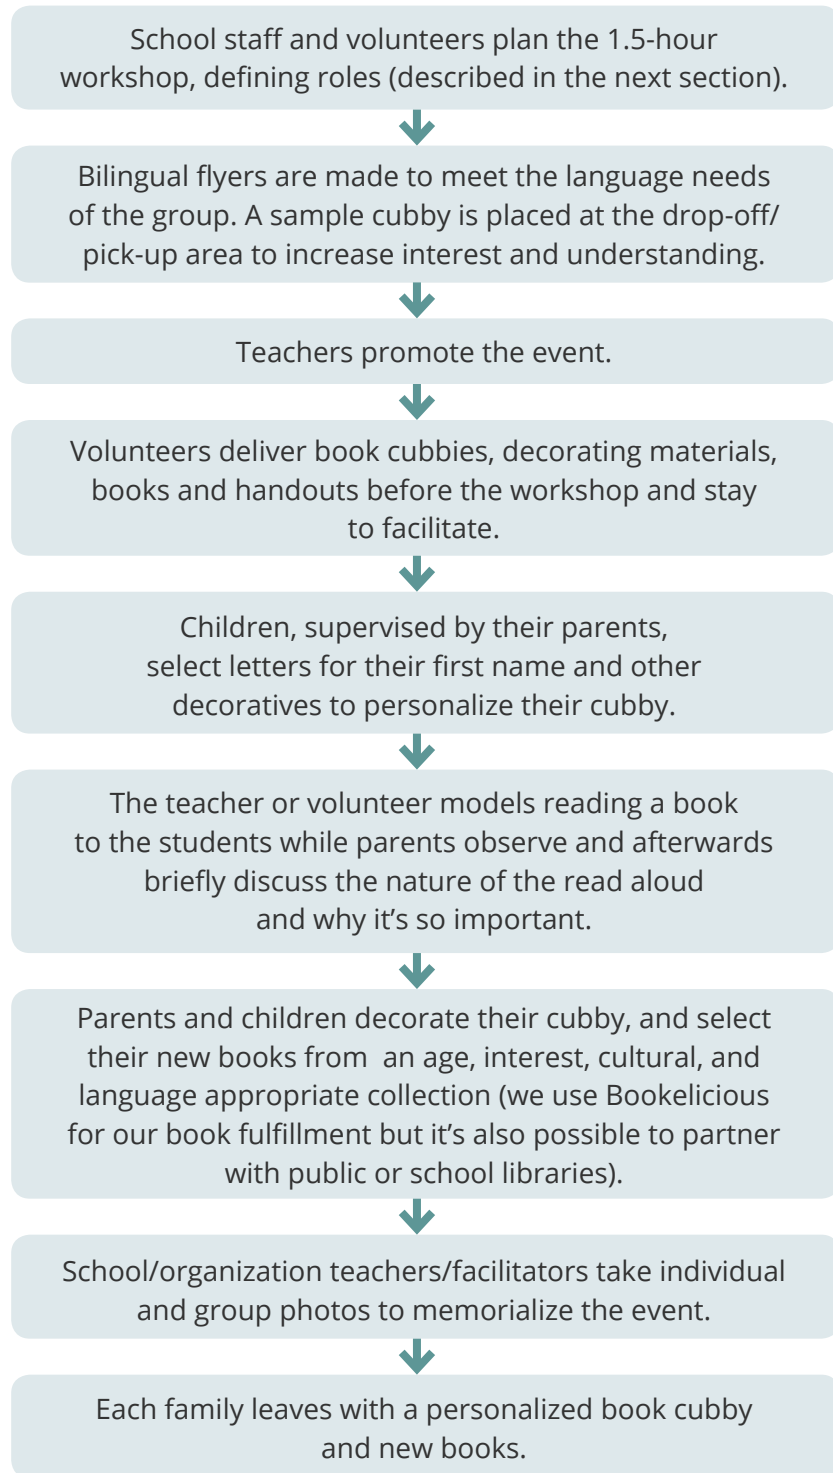 School staff and volunteers plan the 1.5-hour
workshop, defining roles (described in the next section).
Bilingual flyers are made to meet the language needs
of the group. A sample cubby is placed at the drop-off/
pick-up area to increase interest and understanding.
Teachers promote the event.
Volunteers deliver book cubbies, decorating materials,
books and handouts before the workshop and stay
to facilitate.
Children, supervised by their parents,
select letters for their first name and other
decoratives to personalize their cubby.
The teacher or volunteer models reading a book
to the students while parents observe and afterwards
briefly discuss the nature of the read aloud
and why it’s so important.
Parents and children decorate their cubby, and select
their new books from  an age, interest, cultural, and
language appropriate collection (we use Bookelicious
for our book fulfillment but it’s also possible to partner
with public or school libraries).
School/organization teachers/facilitators take individual
and group photos to memorialize the event.
Each family leaves with a personalized book cubby
and new books.